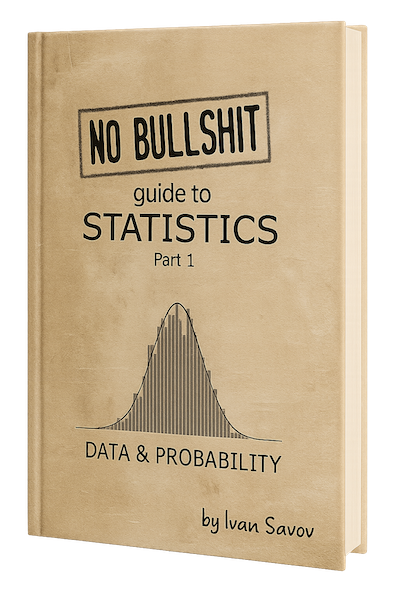 NO BULLSHIT
guide to
STATISTICS
Part 1
DATA & PROBABILITY
by Ivan Savov